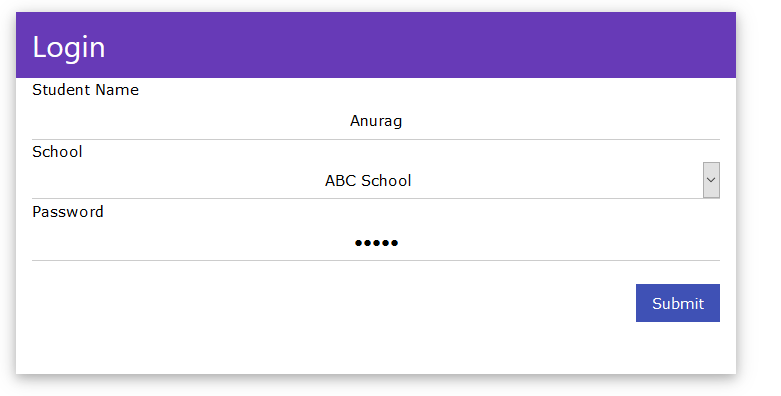 Login
Student Name
Anurag
School
ABC School
Password
•••••
Submit